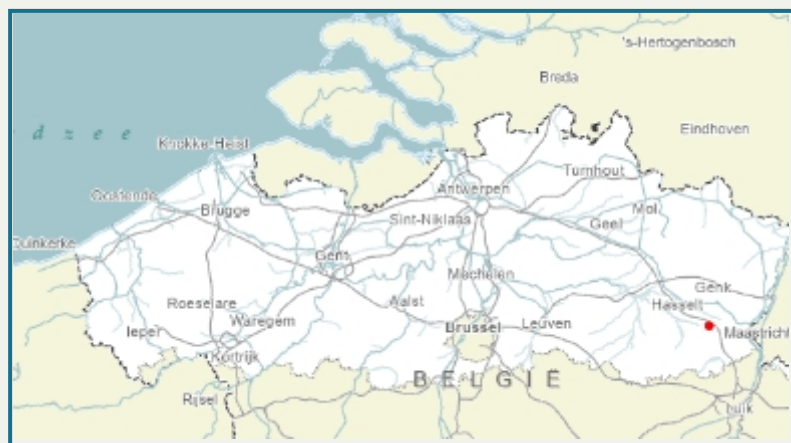 's-Hertogenbosch
Breda
d z e e
Eindhoven
Knokke-Heist
Turnhout
Antwerpen
Oostende
Brugge
Sint-Niklaas
Mol
Geel
Duinkerke
Gent
Mechelen
Genk
Roeselare
Aalst
Hasselt
Ieper
Waregem
Brussel
Leuven
Maastricht
Kortrijk
BELGIË
Rijsel
Luik